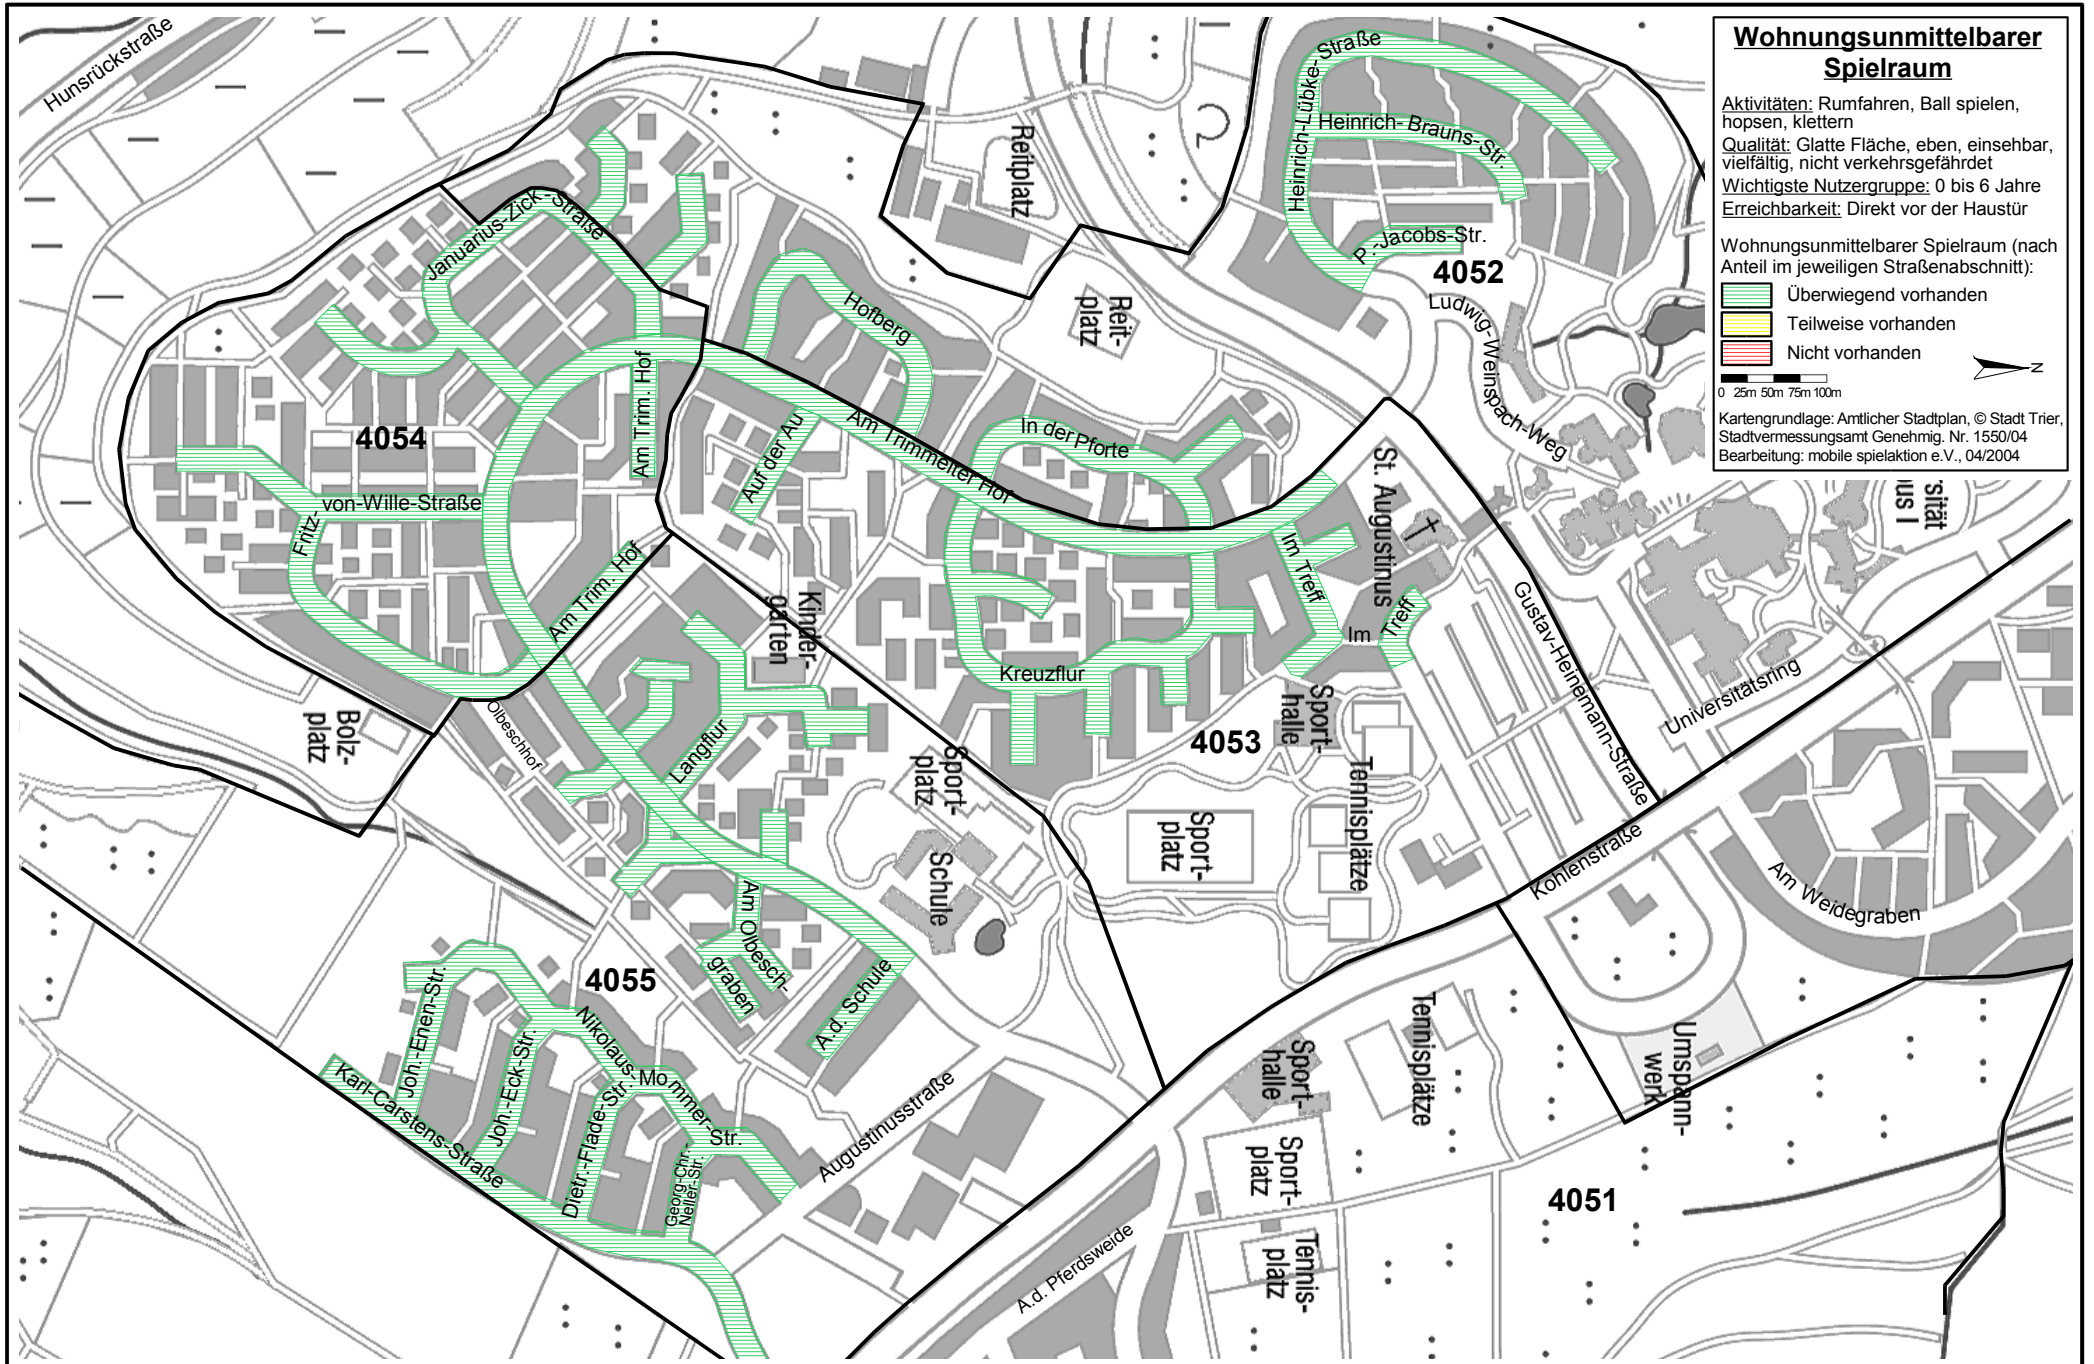 Wohnungsunmittelbarer
Spielraum
Aktivitäten: Rumfahren, Ball spielen,
hopsen, klettern
Qualität: Glatte Fläche, eben, einsehbar,
vielfältig, nicht verkehrsgefährdet
Wichtigste Nutzergruppe: 0 bis 6 Jahre
Erreichbarkeit: Direkt vor der Haustür
Wohnungsunmittelbarer Spielraum (nach
Anteil im jeweiligen Straßenabschnitt):
Überwiegend vorhanden
Teilweise vorhanden
Nicht vorhanden
N
0 25m 50m 75m 100m
Kartengrundlage: Amtlicher Stadtplan, © Stadt Trier,
Stadtvermessungsamt Genehmig. Nr. 1550/04
Bearbeitung: mobile spielaktion e.V., 04/2004
Hunsrückstraße
Heinrich-Lübke-Straße
Heinrich-Brauns-Str.
P.-Jacobs-Str.
4052
Ludwig-Weinspach-Weg
Reitplatz
Reit-
platz
Januarius-Zick-Straße
Hofberg
Am Trim. Hof
Auf der Au
Am Trimmelter Hof
In der Pforte
4054
Fritz-von-Wille-Straße
Am Trim. Hof
Kinder-
garten
Im Treff
St. Augustinus
Im Treff
Kreuzflur
Gustav-Heinemann-Straße
Universitätsring
rsität
us I
Bolz-
platz
Olbeschhof
Langflur
Sport-
platz
4053
Sport-
halle
Tennisplätze
Sport-
platz
Schule
Kohlenstraße
Am Weidegraben
Am Olbesch-
graben
A.d. Schule
4055
Nikolaus-Mommer-Str.
Joh.-Enen-Str.
Joh.-Eck-Str.
Dietr.-Flade-Str.
Georg-Chr.-
Neller-Str.
Karl-Carstens-Straße
Augustinusstraße
Sport-
halle
Tennisplätze
Umspann-
werk
Sport-
platz
Tennis-
platz
A.d. Pferdsweide
4051